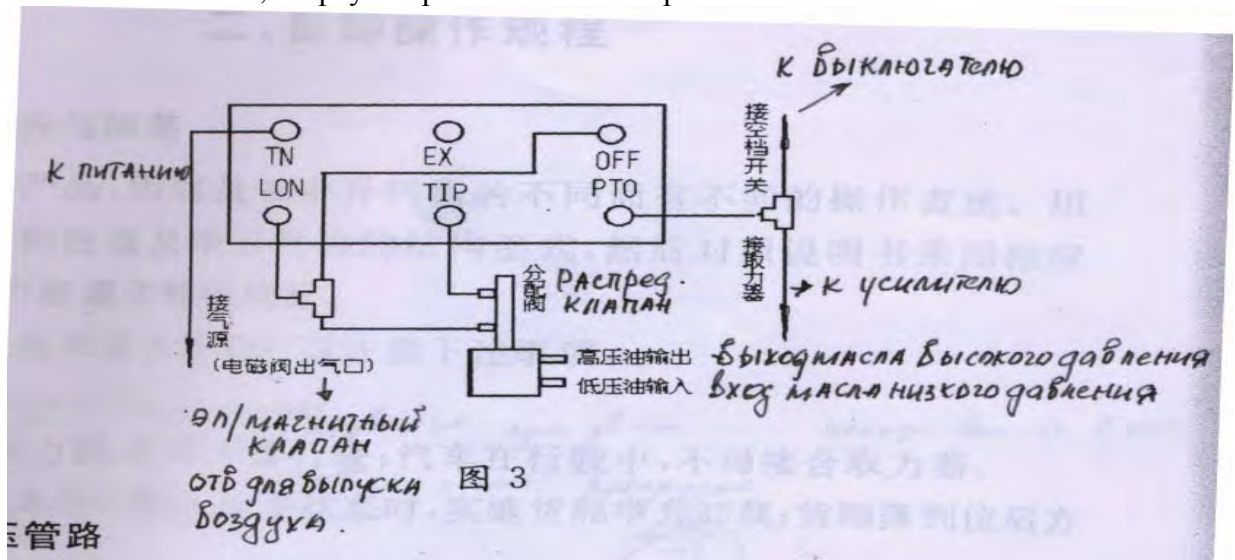 К ВЫКЛЮЧАТЕЛЮ
接空档开关
TN
EX
OFF
К ПИТАНИЮ
LON
TIP
PTO
接气源
分配阀
РАСПРЕД.
КЛАПАН
接取力器
К УСИЛИТЕЛЮ
(电磁阀出气口)
高压油输出
ВЫХОД МАСЛА ВЫСОКОГО давления
低压油输入
ВХОД МАСЛА НИЗКОГО давления
ЭЛ/МАГНИТНЫЙ
КЛАПАН
ОТВ для Выпуска
Воздуха.
图 3
压管路